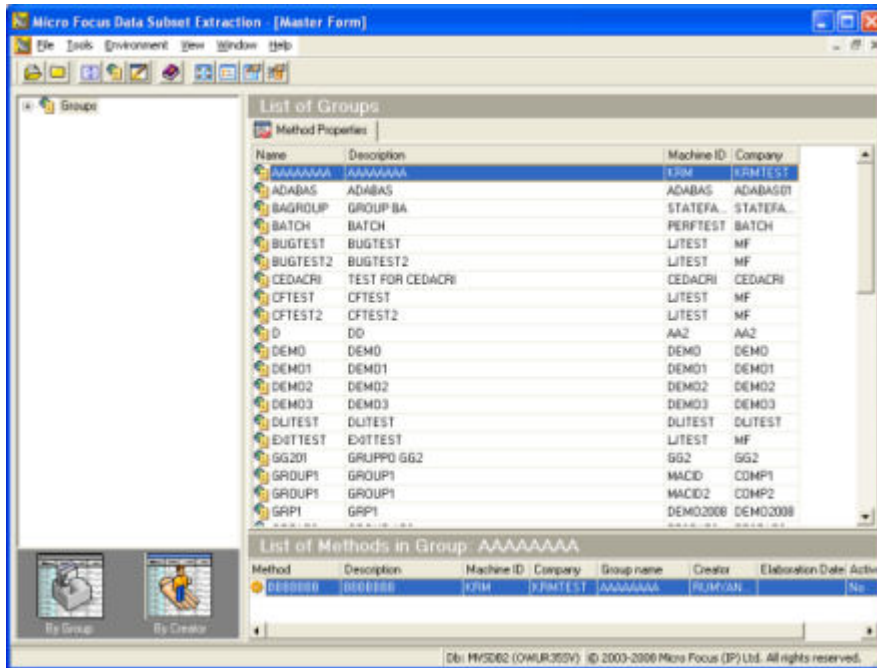 Micro Focus Data Subset Extraction - [Master Form]
File Tools Environment View Window Help
Groups
List of Groups
Method Properties
Name Description Machine ID Company
AAAAAAAA AAAAAAAA KRM KRMTEST
ADABAS ADABAS ADABAS ADABAS01
BAGROUP GROUP BA STATEFA... STATEFA...
BATCH BATCH PERFTEST BATCH
BUGTEST BUGTEST LJTEST MF
BUGTEST2 BUGTEST2 LJTEST MF
CEDACRI TEST FOR CEDACRI CEDACRI CEDACRI
CFTEST CFTEST LJTEST MF
CFTEST2 CFTEST2 LJTEST MF
D DD AA2 AA2
DEMO DEMO DEMO DEMO
DEMO1 DEMO1 DEMO1 DEMO1
DEMO2 DEMO2 DEMO2 DEMO2
DEMO3 DEMO3 DEMO3 DEMO3
DLITEST DLITEST DLITEST DLITEST
EXITTEST EXITTEST LJTEST MF
GG201 GRUPPO GG2 GG2 GG2
GROUP1 GROUP1 MACID COMP1
GROUP1 GROUP1 MACID2 COMP2
GRP1 GRP1 DEMO2008 DEMO2008
List of Methods in Group: AAAAAAAA
Method Description Machine ID Company Group name Creator Elaboration Date Active
KRM KRMTEST AAAAAAAA RUMYAN... No
By Group By Creator
Db: MVSDB2 (OWUR35SV) © 2003-2008 Micro Focus (IP) Ltd. All rights reserved.